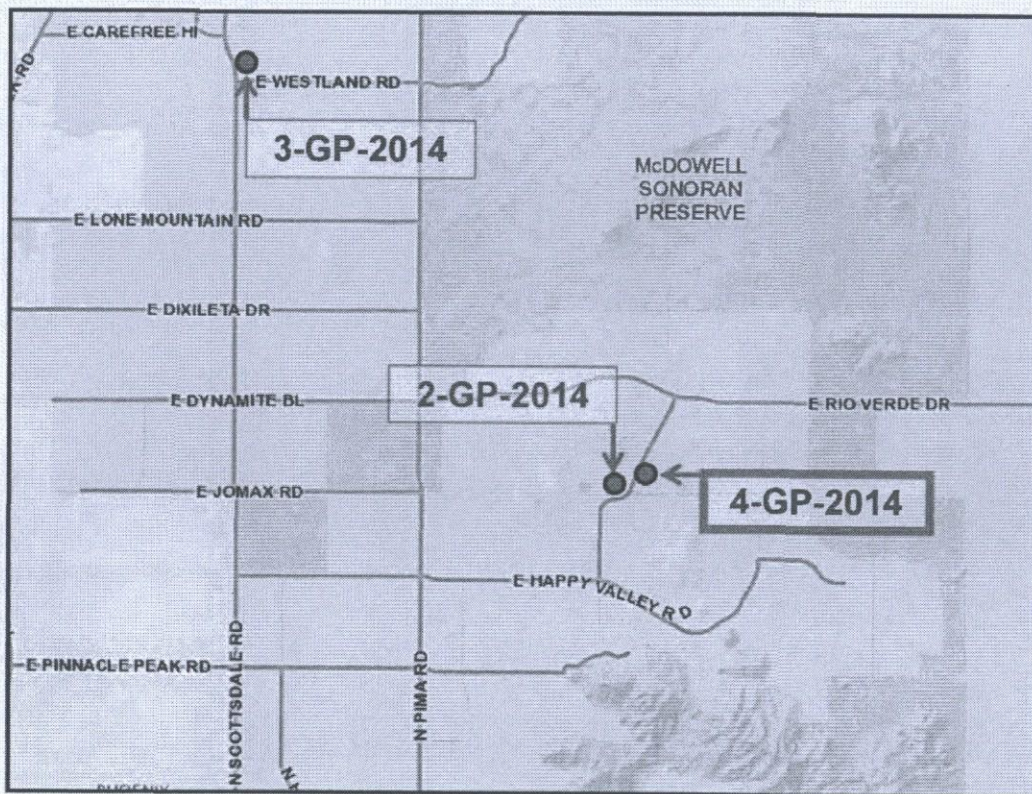 E CAREFREE HI
E WESTLAND RD
3-GP-2014
McDOWELL
SONORAN
PRESERVE
E LONE MOUNTAIN RD
E DIXILETA DR
2-GP-2014
E DYNAMITE BL
E RIO VERDE DR
E JOMAX RD
4-GP-2014
E HAPPY VALLEY RD
E PINNACLE PEAK RD
N SCOTTSDALE RD
N PIMA RD